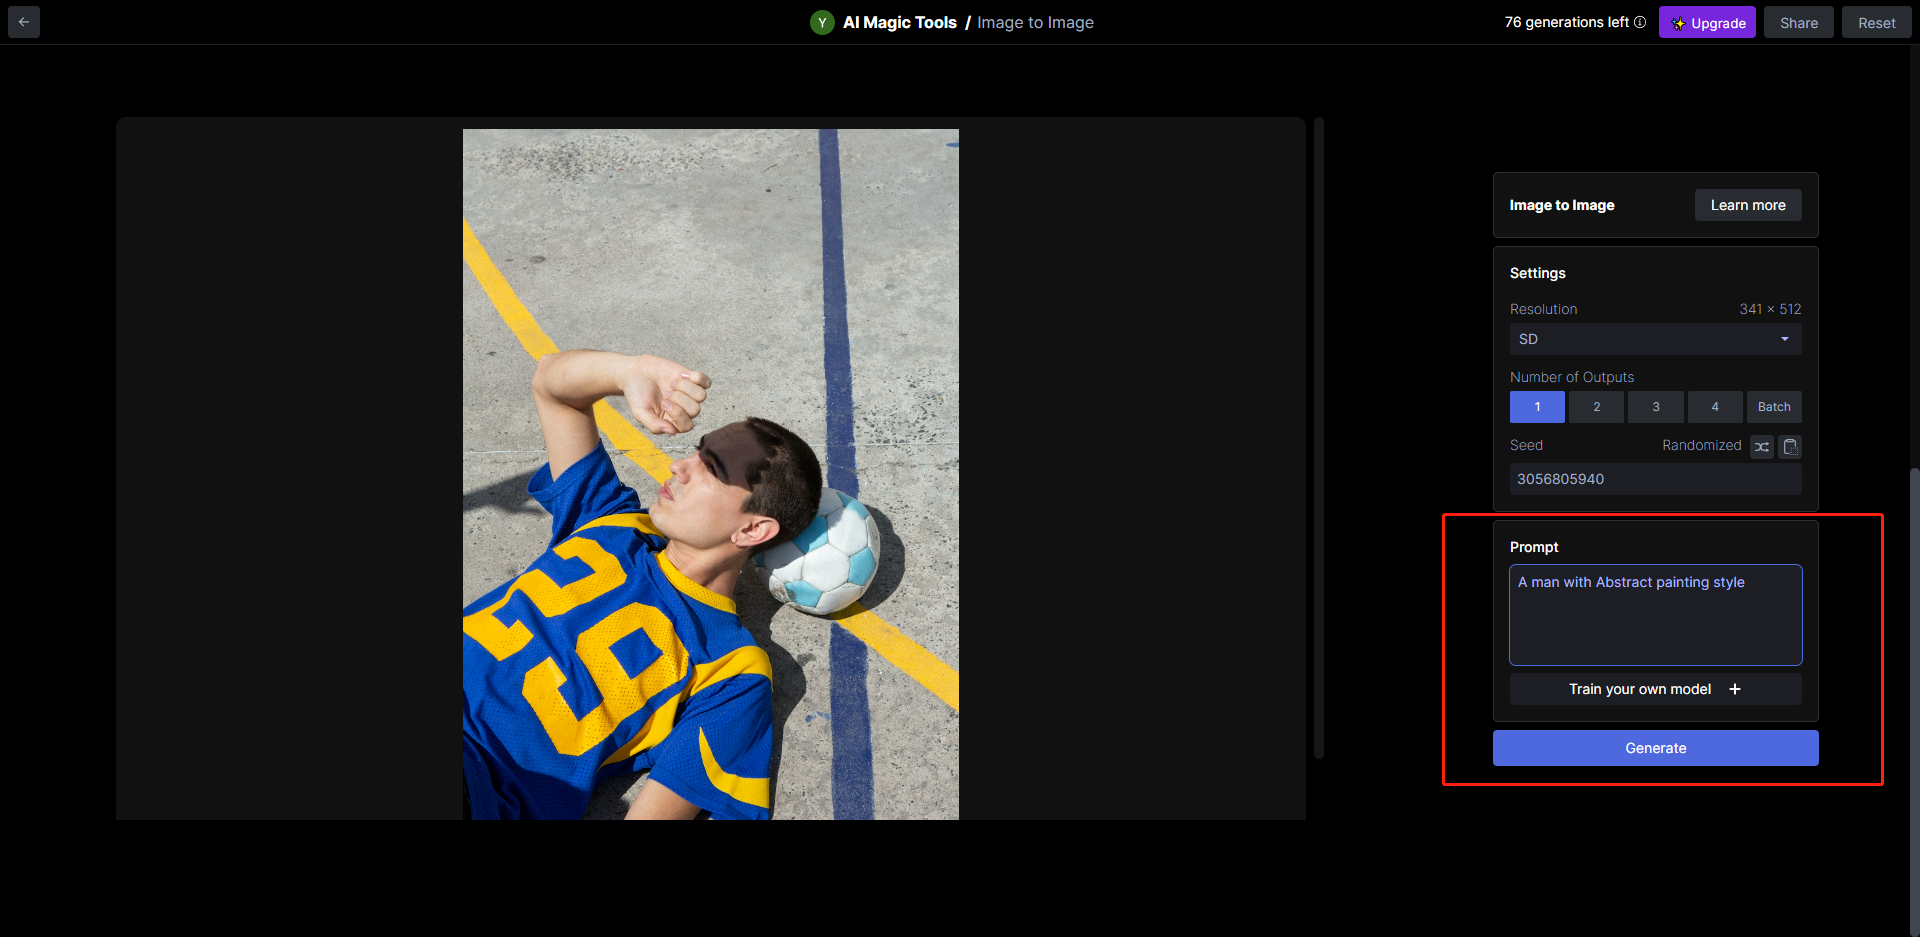 Y AI Magic Tools / Image to Image
76 generations left
Upgrade
Share
Reset
Image to Image
Learn more
Settings
Resolution 341 × 512
SD
Number of Outputs
1 2 3 4 Batch
Seed Randomized
3056805940
Prompt
A man with Abstract painting style
Train your own model +
Generate